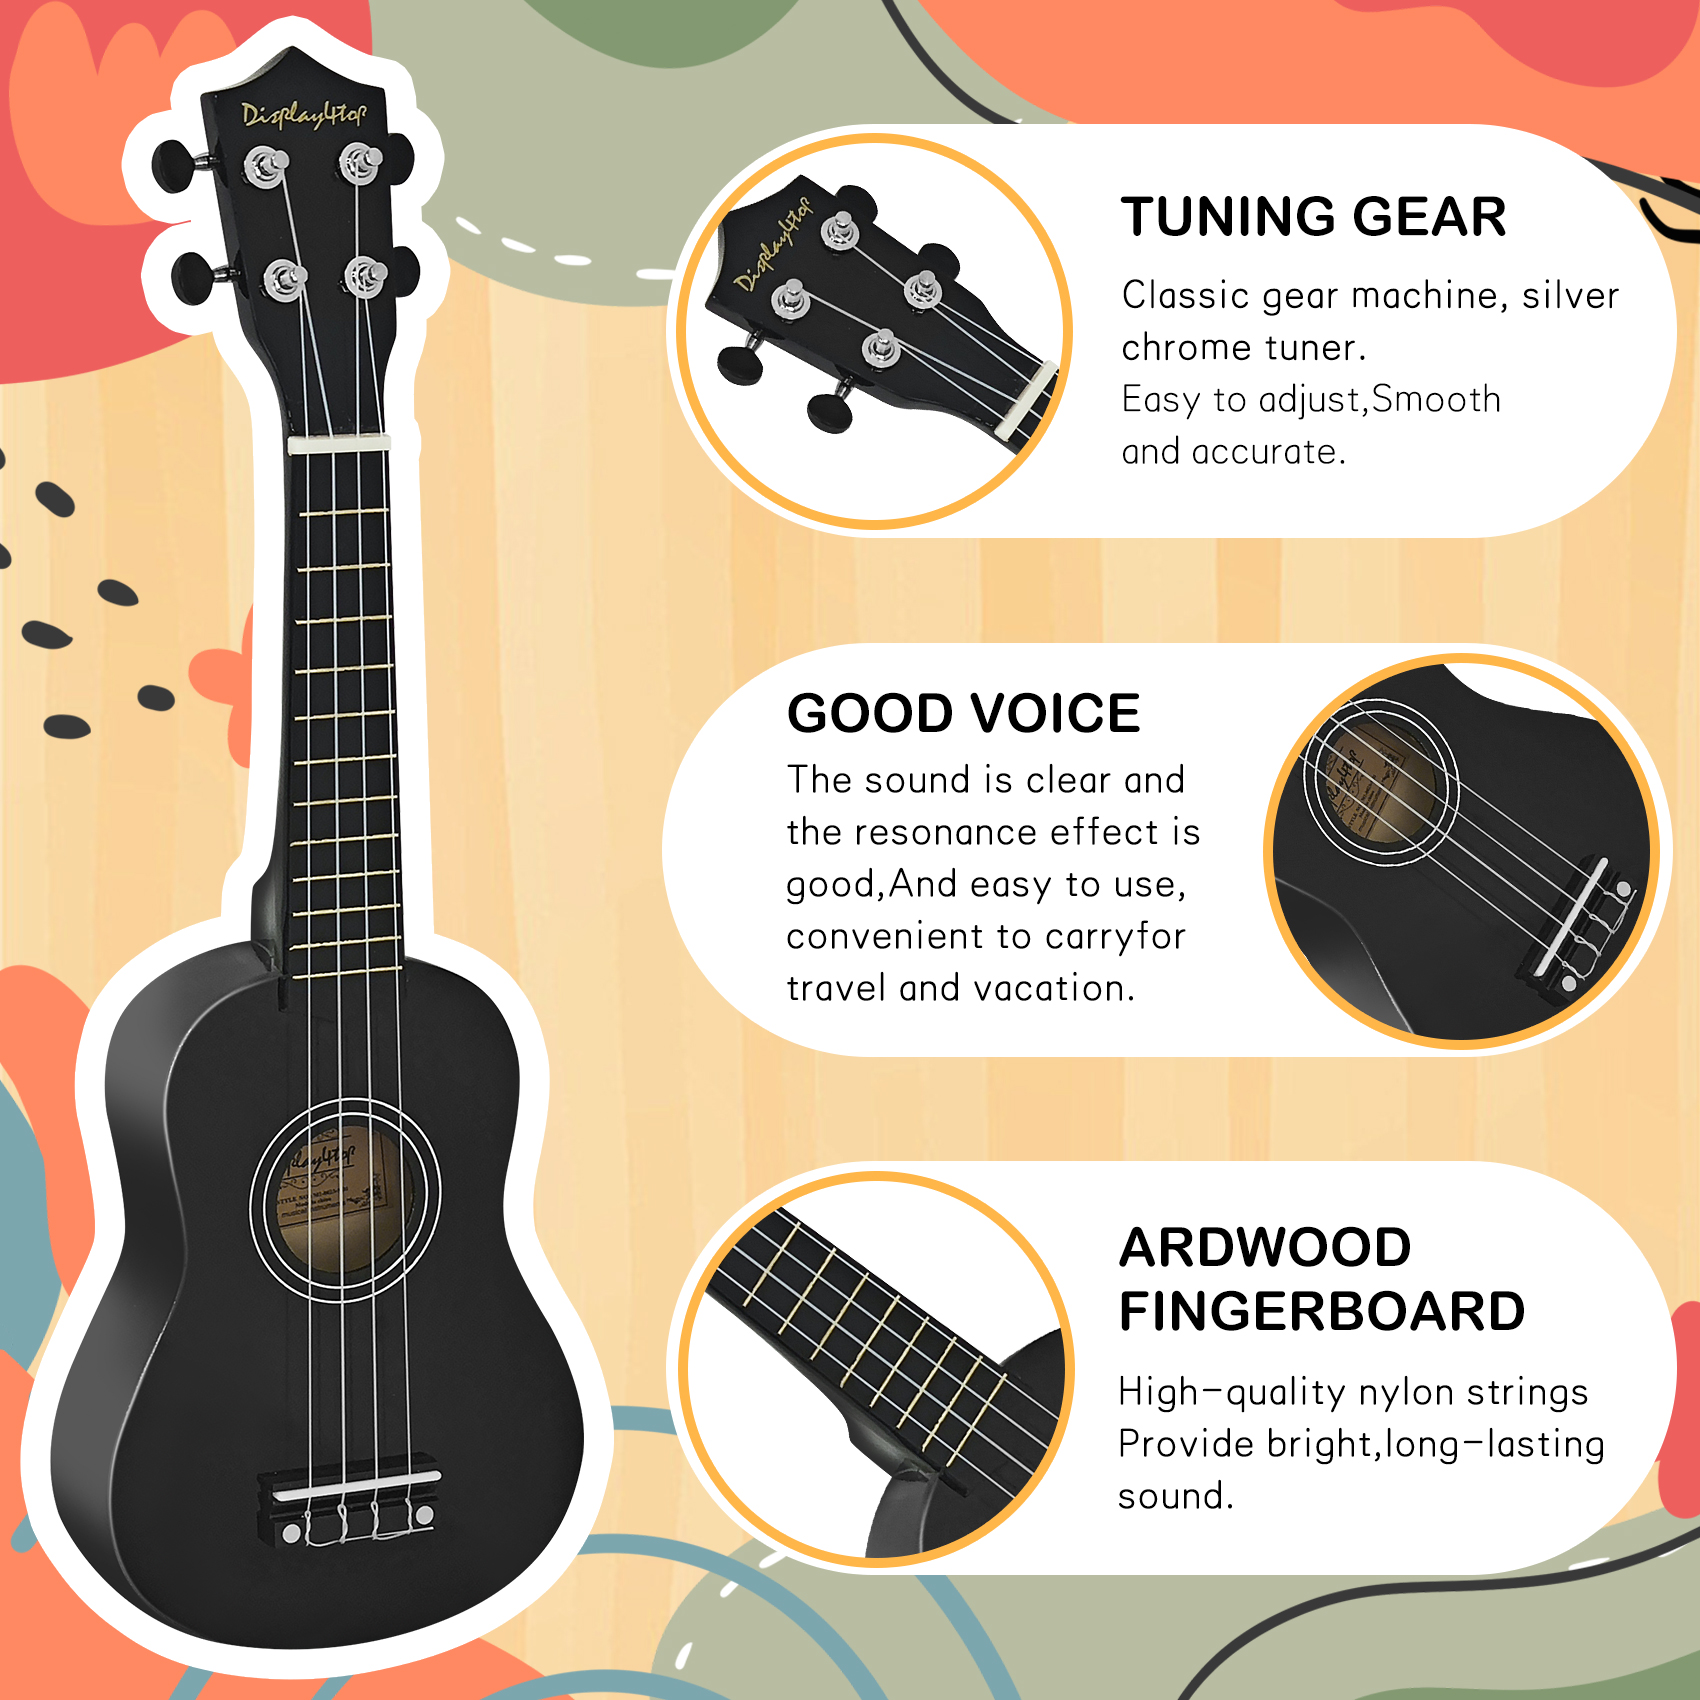 Display4top
TUNING GEAR
Classic gear machine, silver
chrome tuner.
Easy to adjust,Smooth
and accurate.
Display4top
GOOD VOICE
The sound is clear and
the resonance effect is
good,And easy to use,
convenient to carryfor
travel and vacation.
ARDWOOD
FINGERBOARD
High-quality nylon strings
Provide bright,long-lasting
sound.